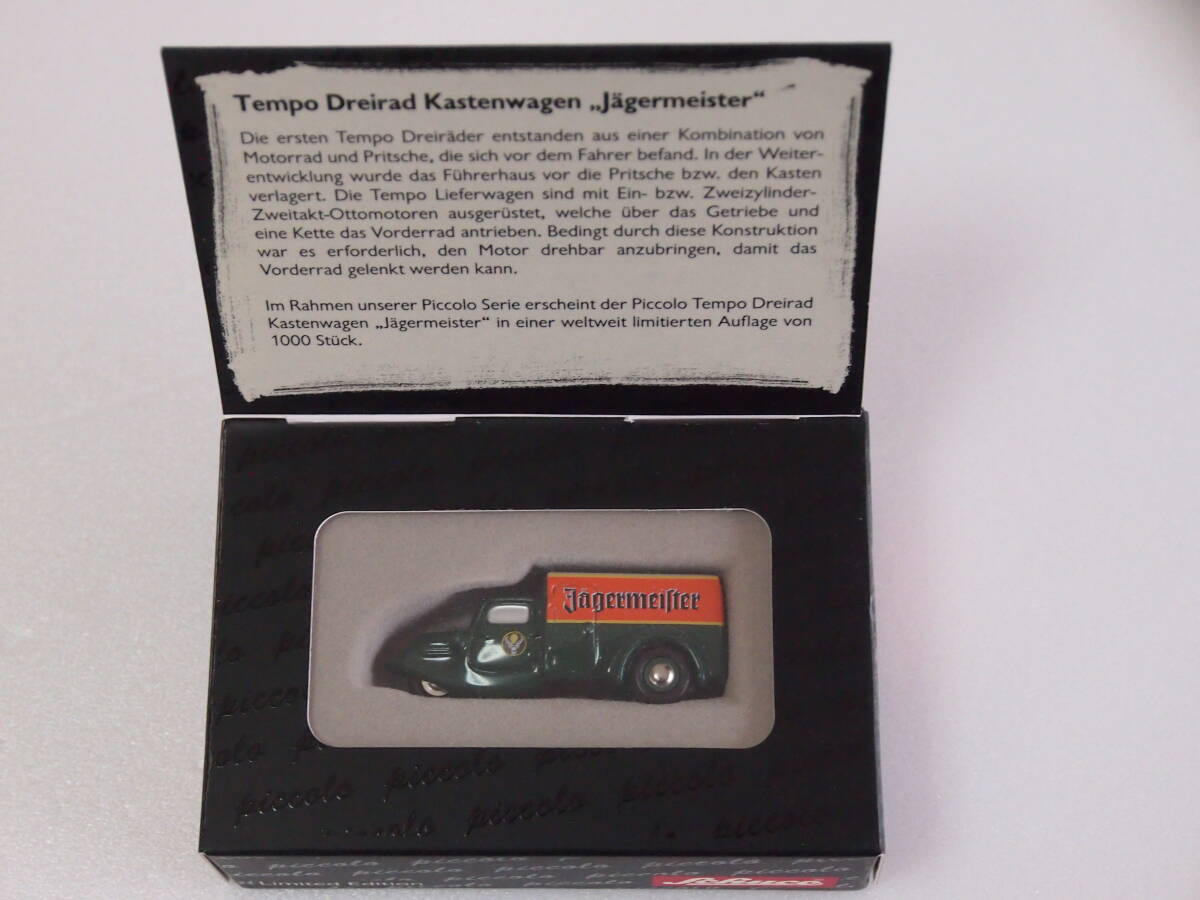 Tempo Dreirad Kastenwagen „Jägermeister“
Die ersten Tempo Dreiräder entstanden aus einer Kombination von
Motorrad und Pritsche, die sich vor dem Fahrer befand. In der Weiter-
entwicklung wurde das Führerhaus vor die Pritsche bzw. den Kasten
verlagert. Die Tempo Lieferwagen sind mit Ein- bzw. Zweizylinder-
Zweitakt-Ottomotoren ausgerüstet, welche über das Getriebe und
eine Kette das Vorderrad antrieben. Bedingt durch diese Konstruktion
war es erforderlich, den Motor drehbar anzubringen, damit das
Vorderrad gelenkt werden kann.
Im Rahmen unserer Piccolo Serie erscheint der Piccolo Tempo Dreirad
Kastenwagen „Jägermeister“ in einer weltweit limitierten Auflage von
1000 Stück.
Jägermeiſter
piccolo piccolo piccolo piccolo
piccolo
Limited Edition
Schuco